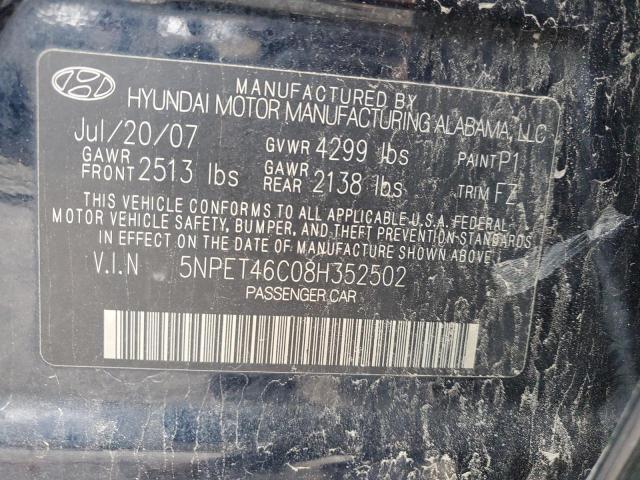 MANUFACTURED BY
HYUNDAI MOTOR MANUFACTURING ALABAMA, LLC
Jul/20/07 GVWR 4299 lbs PAINT P1
GAWR FRONT 2513 lbs GAWR REAR 2138 lbs TRIM FZ
THIS VEHICLE CONFORMS TO ALL APPLICABLE U.S.A. FEDERAL
MOTOR VEHICLE SAFETY, BUMPER, AND THEFT PREVENTION STANDARDS
IN EFFECT ON THE DATE OF MANUFACTURE SHOWN ABOVE.
V.I.N 5NPET46C08H352502
PASSENGER CAR